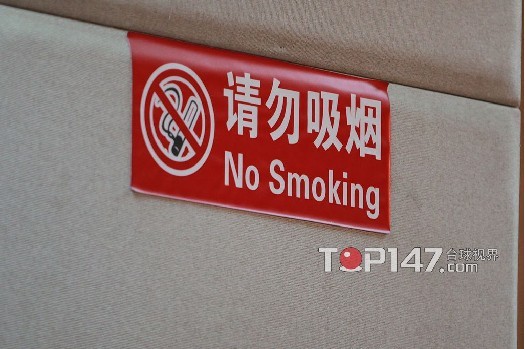 请勿吸烟
No Smoking
TOP147.com
台球视界